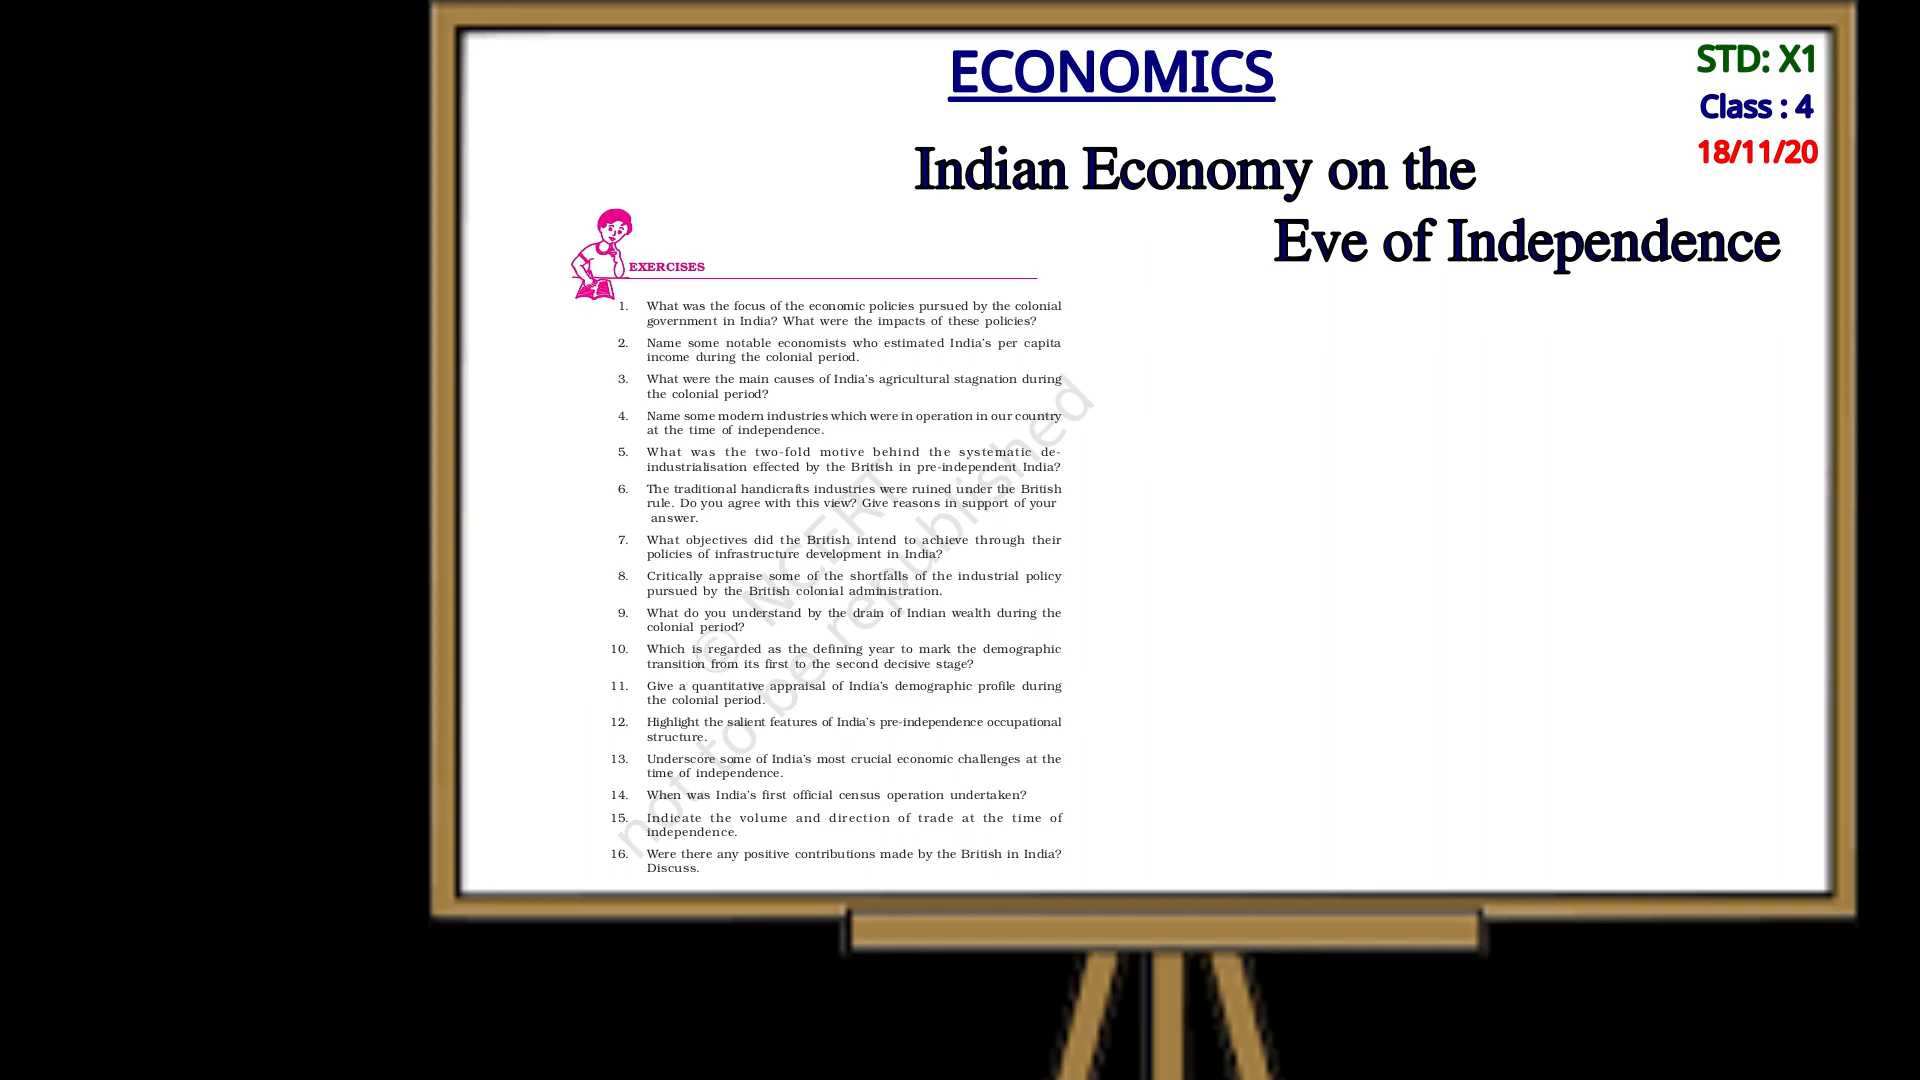 ECONOMICS
STD: X1
Class : 4
18/11/20
Indian Economy on the
Eve of Independence
EXERCISES
1. What was the focus of the economic policies pursued by the colonial
government in India? What were the impacts of these policies?
2. Name some notable economists who estimated India's per capita
income during the colonial period.
3. What were the main causes of India's agricultural stagnation during
the colonial period?
4. Name some modern industries which were in operation in our country
at the time of independence.
5. What was the two-fold motive behind the systematic de-
industrialisation effected by the British in pre-independent India?
6. The traditional handicrafts industries were ruined under the British
rule. Do you agree with this view? Give reasons in support of your
answer.
7. What objectives did the British intend to achieve through their
policies of infrastructure development in India?
8. Critically appraise some of the shortfalls of the industrial policy
pursued by the British colonial administration.
9. What do you understand by the drain of Indian wealth during the
colonial period?
10. Which is regarded as the defining year to mark the demographic
transition from its first to the second decisive stage?
11. Give a quantitative appraisal of India's demographic profile during
the colonial period.
12. Highlight the salient features of India's pre-independence occupational
structure.
13. Underscore some of India's most crucial economic challenges at the
time of independence.
14. When was India's first official census operation undertaken?
15. Indicate the volume and direction of trade at the time of
independence.
16. Were there any positive contributions made by the British in India?
Discuss.
© NCERT
not to be republished